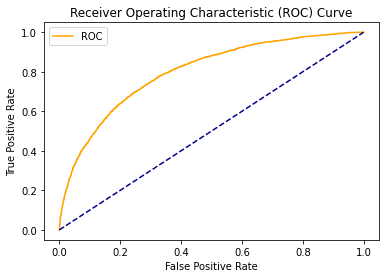 Receiver Operating Characteristic (ROC) Curve
ROC
1.0
0.8
0.6
0.4
0.2
0.0
True Positive Rate
0.0 0.2 0.4 0.6 0.8 1.0
False Positive Rate